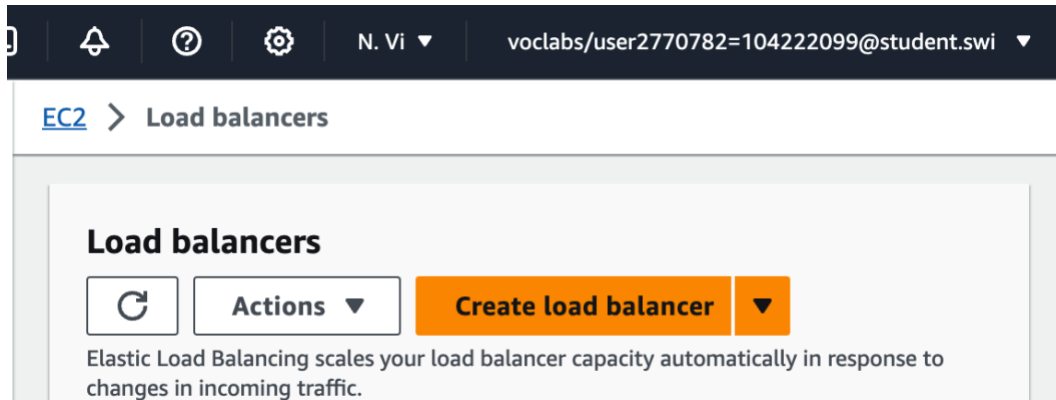 N. Vi voclabs/user2770782=104222099@student.swi
EC2 > Load balancers
Load balancers
Actions Create load balancer
Elastic Load Balancing scales your load balancer capacity automatically in response to
changes in incoming traffic.